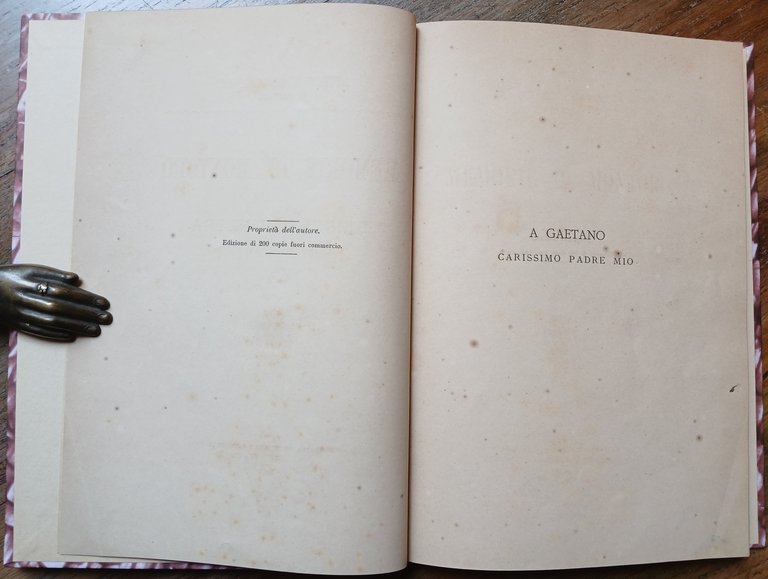 Proprietà dell'autore.
Edizione di 200 copie fuori commercio.
A GAETANO
CARISSIMO PADRE MIO